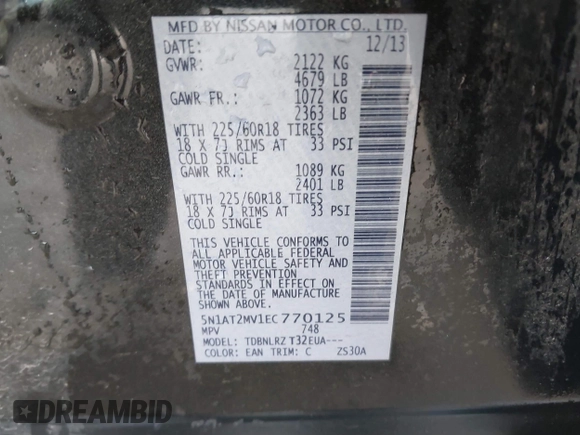 MFD BY NISSAN MOTOR CO., LTD.
DATE: 12/13
GVWR: 2122 KG
4679 LB
GAWR FR.: 1072 KG
2363 LB
WITH 225/60R18 TIRES
18 X 7J RIMS AT 33 PSI
COLD SINGLE
GAWR RR.: 1089 KG
2401 LB
WITH 225/60R18 TIRES
18 X 7J RIMS AT 33 PSI
COLD SINGLE
THIS VEHICLE CONFORMS TO
ALL APPLICABLE FEDERAL
MOTOR VEHICLE SAFETY AND
THEFT PREVENTION
STANDARDS IN EFFECT ON
THE DATE OF MANUFACTURE
SHOWN ABOVE.
5N1AT2MV1EC770125
MPV 748
MODEL: TDBNLRZ T32EUA---
COLOR: EAN TRIM: C ZS30A
DREAMBID